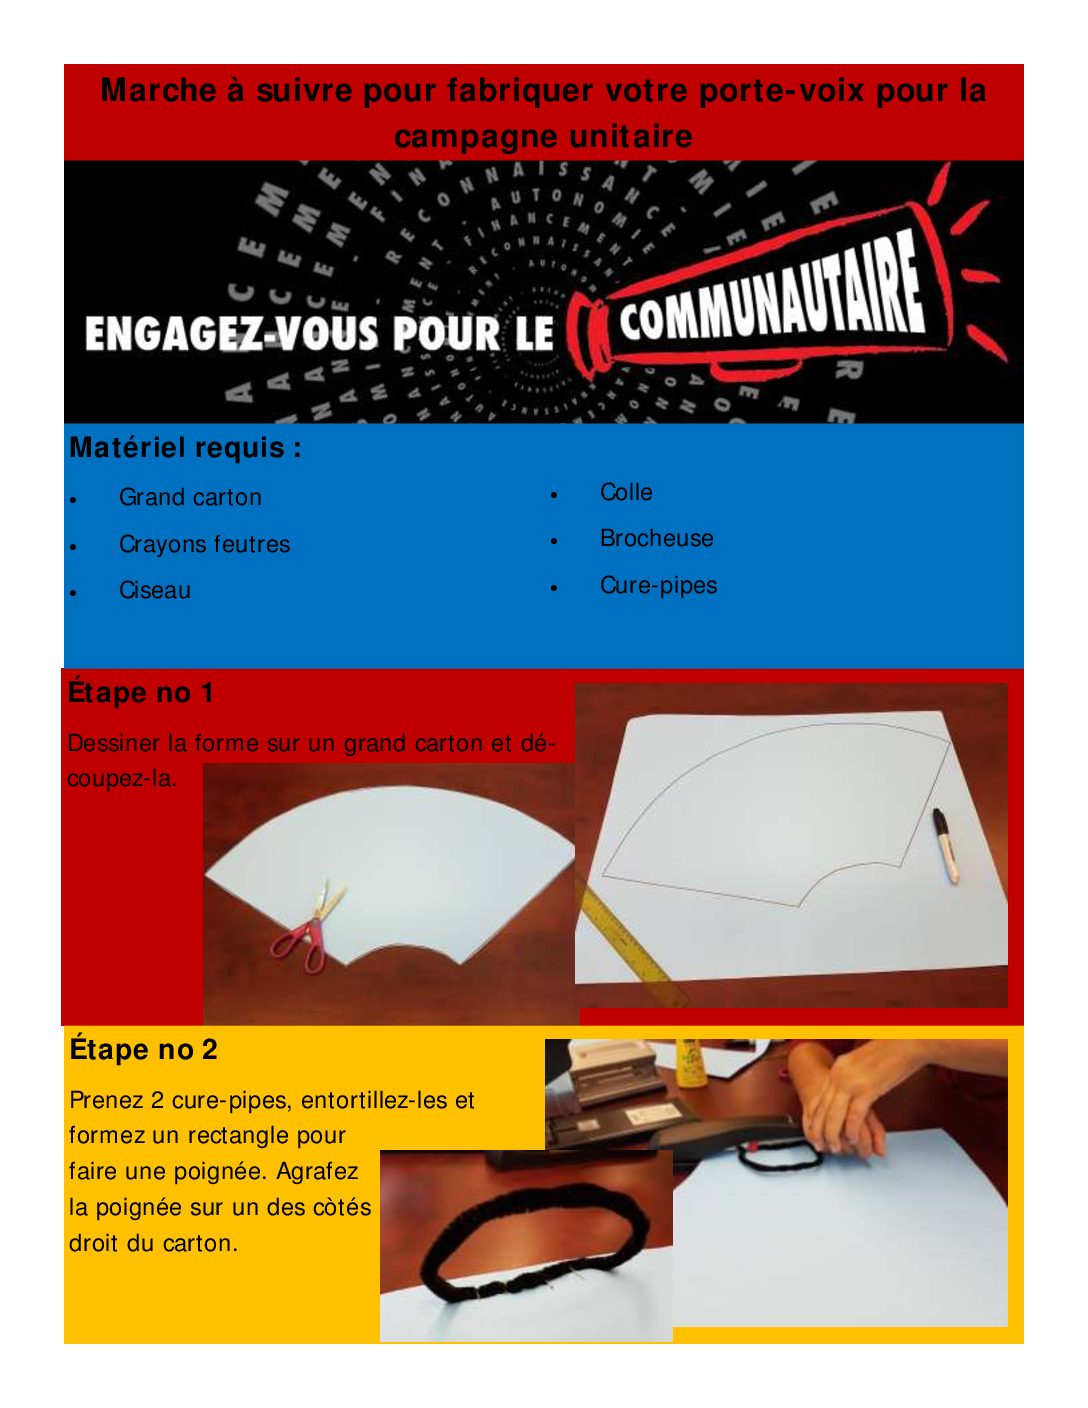 Marche à suivre pour fabriquer votre porte-voix pour la
campagne unitaire
ENGAGEZ-VOUS POUR LE COMMUNAUTAIRE
Matériel requis :
• Grand carton
• Crayons feutres
• Ciseau
• Colle
• Brocheuse
• Cure-pipes
Étape no 1
Dessiner la forme sur un grand carton et dé-
coupez-la.
Étape no 2
Prenez 2 cure-pipes, entortillez-les et
formez un rectangle pour
faire une poignée. Agrafez
la poignée sur un des còtés
droit du carton.